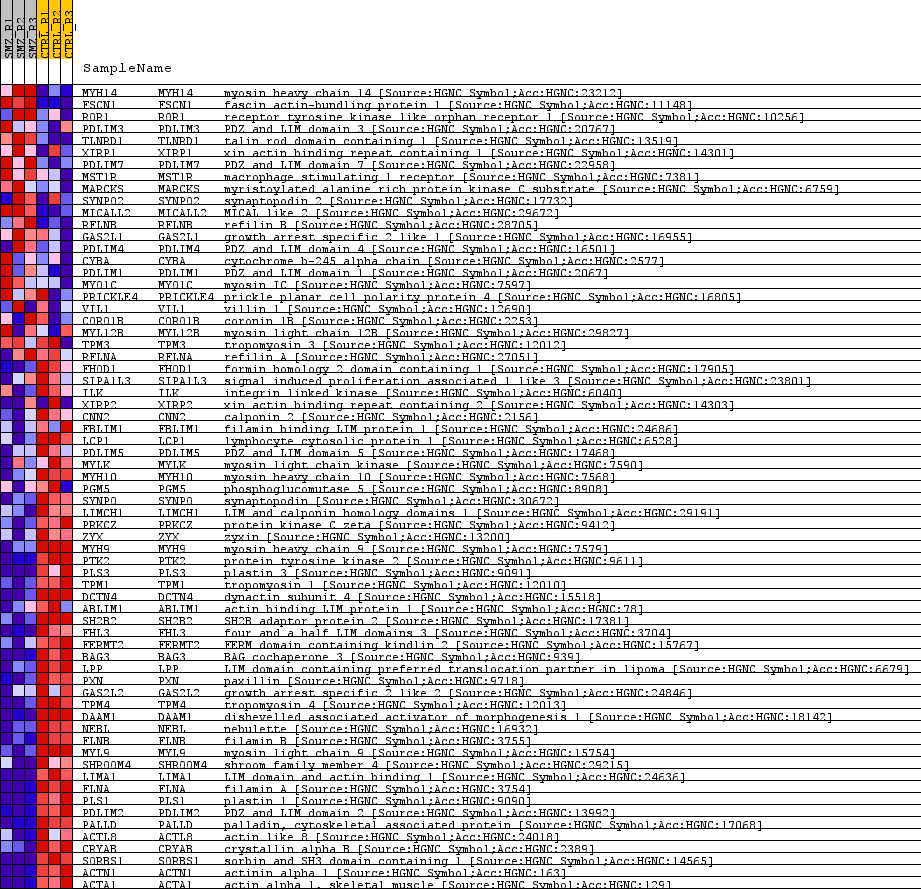 SMZ_R1 SMZ_R2 SMZ_R3 CTRL_R1 CTRL_R2 CTRL_R3
SampleName
MYH14 MYH14 myosin heavy chain 14 [Source:HGNC Symbol;Acc:HGNC:23212]
FSCN1 FSCN1 fascin actin-bundling protein 1 [Source:HGNC Symbol;Acc:HGNC:11148]
ROR1 ROR1 receptor tyrosine kinase like orphan receptor 1 [Source:HGNC Symbol;Acc:HGNC:10256]
PDLIM3 PDLIM3 PDZ and LIM domain 3 [Source:HGNC Symbol;Acc:HGNC:20767]
TLNRD1 TLNRD1 talin rod domain containing 1 [Source:HGNC Symbol;Acc:HGNC:13519]
XIRP1 XIRP1 xin actin binding repeat containing 1 [Source:HGNC Symbol;Acc:HGNC:14301]
PDLIM7 PDLIM7 PDZ and LIM domain 7 [Source:HGNC Symbol;Acc:HGNC:22958]
MST1R MST1R macrophage stimulating 1 receptor [Source:HGNC Symbol;Acc:HGNC:7381]
MARCKS MARCKS myristoylated alanine rich protein kinase C substrate [Source:HGNC Symbol;Acc:HGNC:6759]
SYNPO2 SYNPO2 synaptopodin 2 [Source:HGNC Symbol;Acc:HGNC:17732]
MICALL2 MICALL2 MICAL like 2 [Source:HGNC Symbol;Acc:HGNC:29672]
RFLNB RFLNB refilin B [Source:HGNC Symbol;Acc:HGNC:28705]
GAS2L1 GAS2L1 growth arrest specific 2 like 1 [Source:HGNC Symbol;Acc:HGNC:16955]
PDLIM4 PDLIM4 PDZ and LIM domain 4 [Source:HGNC Symbol;Acc:HGNC:16501]
CYBA CYBA cytochrome b-245 alpha chain [Source:HGNC Symbol;Acc:HGNC:2577]
PDLIM1 PDLIM1 PDZ and LIM domain 1 [Source:HGNC Symbol;Acc:HGNC:2067]
MYO1C MYO1C myosin IC [Source:HGNC Symbol;Acc:HGNC:7597]
PRICKLE4 PRICKLE4 prickle planar cell polarity protein 4 [Source:HGNC Symbol;Acc:HGNC:16805]
VIL1 VIL1 villin 1 [Source:HGNC Symbol;Acc:HGNC:12690]
CORO1B CORO1B coronin 1B [Source:HGNC Symbol;Acc:HGNC:2253]
MYL12B MYL12B myosin light chain 12B [Source:HGNC Symbol;Acc:HGNC:29827]
TPM3 TPM3 tropomyosin 3 [Source:HGNC Symbol;Acc:HGNC:12012]
RFLNA RFLNA refilin A [Source:HGNC Symbol;Acc:HGNC:27051]
FHOD1 FHOD1 formin homology 2 domain containing 1 [Source:HGNC Symbol;Acc:HGNC:17905]
SIPA1L3 SIPA1L3 signal induced proliferation associated 1 like 3 [Source:HGNC Symbol;Acc:HGNC:23801]
ILK ILK integrin linked kinase [Source:HGNC Symbol;Acc:HGNC:6040]
XIRP2 XIRP2 xin actin binding repeat containing 2 [Source:HGNC Symbol;Acc:HGNC:14303]
CNN2 CNN2 calponin 2 [Source:HGNC Symbol;Acc:HGNC:2156]
FBLIM1 FBLIM1 filamin binding LIM protein 1 [Source:HGNC Symbol;Acc:HGNC:24686]
LCP1 LCP1 lymphocyte cytosolic protein 1 [Source:HGNC Symbol;Acc:HGNC:6528]
PDLIM5 PDLIM5 PDZ and LIM domain 5 [Source:HGNC Symbol;Acc:HGNC:17468]
MYLK MYLK myosin light chain kinase [Source:HGNC Symbol;Acc:HGNC:7590]
MYH10 MYH10 myosin heavy chain 10 [Source:HGNC Symbol;Acc:HGNC:7568]
PGM5 PGM5 phosphoglucomutase 5 [Source:HGNC Symbol;Acc:HGNC:8908]
SYNPO SYNPO synaptopodin [Source:HGNC Symbol;Acc:HGNC:30672]
LIMCH1 LIMCH1 LIM and calponin homology domains 1 [Source:HGNC Symbol;Acc:HGNC:29191]
PRKCZ PRKCZ protein kinase C zeta [Source:HGNC Symbol;Acc:HGNC:9412]
ZYX ZYX zyxin [Source:HGNC Symbol;Acc:HGNC:13200]
MYH9 MYH9 myosin heavy chain 9 [Source:HGNC Symbol;Acc:HGNC:7579]
PTK2 PTK2 protein tyrosine kinase 2 [Source:HGNC Symbol;Acc:HGNC:9611]
PLS3 PLS3 plastin 3 [Source:HGNC Symbol;Acc:HGNC:9091]
TPM1 TPM1 tropomyosin 1 [Source:HGNC Symbol;Acc:HGNC:12010]
DCTN4 DCTN4 dynactin subunit 4 [Source:HGNC Symbol;Acc:HGNC:15518]
ABLIM1 ABLIM1 actin binding LIM protein 1 [Source:HGNC Symbol;Acc:HGNC:78]
SH2B2 SH2B2 SH2B adaptor protein 2 [Source:HGNC Symbol;Acc:HGNC:17381]
FHL3 FHL3 four and a half LIM domains 3 [Source:HGNC Symbol;Acc:HGNC:3704]
FERMT2 FERMT2 FERM domain containing kindlin 2 [Source:HGNC Symbol;Acc:HGNC:15767]
BAG3 BAG3 BAG cochaperone 3 [Source:HGNC Symbol;Acc:HGNC:939]
LPP LPP LIM domain containing preferred translocation partner in lipoma [Source:HGNC Symbol;Acc:HGNC:6679]
PXN PXN paxillin [Source:HGNC Symbol;Acc:HGNC:9718]
GAS2L2 GAS2L2 growth arrest specific 2 like 2 [Source:HGNC Symbol;Acc:HGNC:24846]
TPM4 TPM4 tropomyosin 4 [Source:HGNC Symbol;Acc:HGNC:12013]
DAAM1 DAAM1 dishevelled associated activator of morphogenesis 1 [Source:HGNC Symbol;Acc:HGNC:18142]
NEBL NEBL nebulette [Source:HGNC Symbol;Acc:HGNC:16932]
FLNB FLNB filamin B [Source:HGNC Symbol;Acc:HGNC:3755]
MYL9 MYL9 myosin light chain 9 [Source:HGNC Symbol;Acc:HGNC:15754]
SHROOM4 SHROOM4 shroom family member 4 [Source:HGNC Symbol;Acc:HGNC:29215]
LIMA1 LIMA1 LIM domain and actin binding 1 [Source:HGNC Symbol;Acc:HGNC:24636]
FLNA FLNA filamin A [Source:HGNC Symbol;Acc:HGNC:3754]
PLS1 PLS1 plastin 1 [Source:HGNC Symbol;Acc:HGNC:9090]
PDLIM2 PDLIM2 PDZ and LIM domain 2 [Source:HGNC Symbol;Acc:HGNC:13992]
PALLD PALLD palladin, cytoskeletal associated protein [Source:HGNC Symbol;Acc:HGNC:17068]
ACTL8 ACTL8 actin like 8 [Source:HGNC Symbol;Acc:HGNC:24018]
CRYAB CRYAB crystallin alpha B [Source:HGNC Symbol;Acc:HGNC:2389]
SORBS1 SORBS1 sorbin and SH3 domain containing 1 [Source:HGNC Symbol;Acc:HGNC:14565]
ACTN1 ACTN1 actinin alpha 1 [Source:HGNC Symbol;Acc:HGNC:163]
ACTA1 ACTA1 actin alpha 1, skeletal muscle [Source:HGNC Symbol;Acc:HGNC:129]